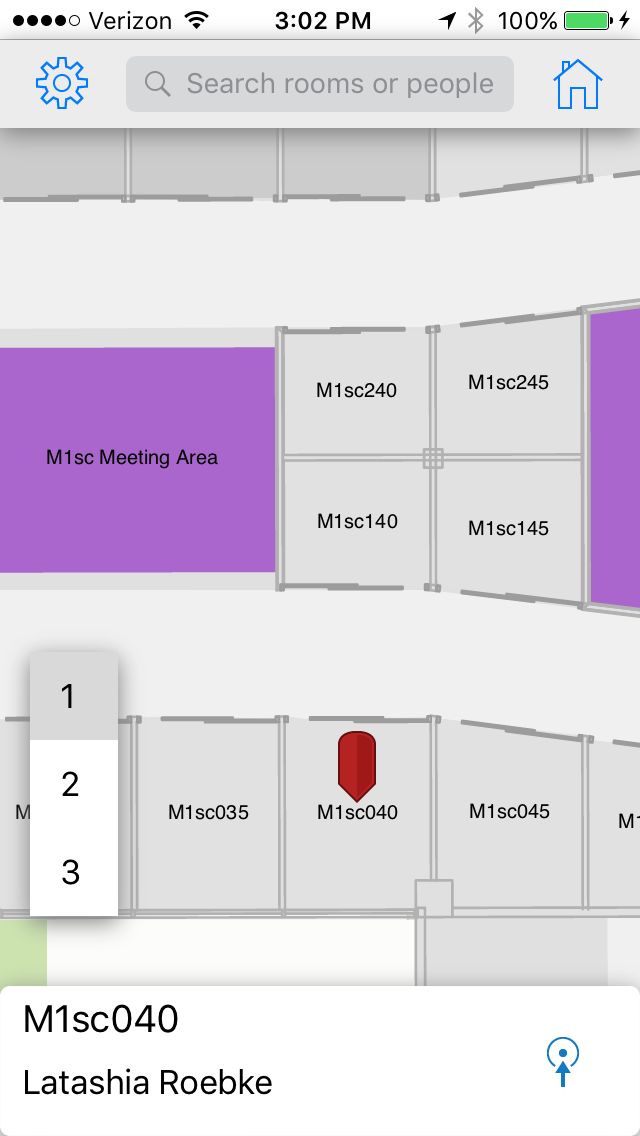 Verizon 3:02 PM 100%
Search rooms or people
M1sc240
M1sc245
M1sc Meeting Area
M1sc140
M1sc145
1
2
3
M1sc035
M1sc040
M1sc045
M1sc040
Latashia Roebke